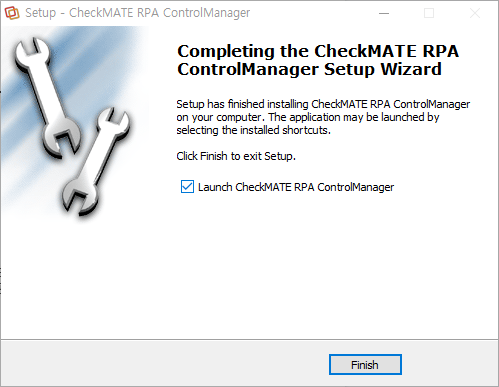 Setup - CheckMATE RPA ControlManager
Completing the CheckMATE RPA
ControlManager Setup Wizard
Setup has finished installing CheckMATE RPA ControlManager
on your computer. The application may be launched by
selecting the installed shortcuts.
Click Finish to exit Setup.
Launch CheckMATE RPA ControlManager
Finish